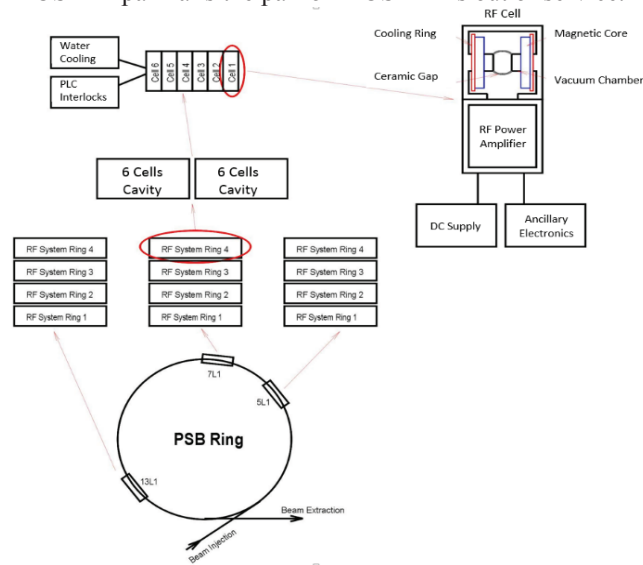 RF Cell
Water
Cooling
PLC
Interlocks
Cell 6
Cell 5
Cell 4
Cell 3
Cell 2
Cell 1
Cooling Ring
Magnetic Core
Ceramic Gap
Vacuum Chamber
RF Power
Amplifier
DC Supply
Ancillary
Electronics
6 Cells
Cavity
6 Cells
Cavity
RF System Ring 4
RF System Ring 3
RF System Ring 2
RF System Ring 1
RF System Ring 4
RF System Ring 3
RF System Ring 2
RF System Ring 1
RF System Ring 4
RF System Ring 3
RF System Ring 2
RF System Ring 1
7L1
5L1
PSB Ring
13L1
Beam Extraction
Beam Injection